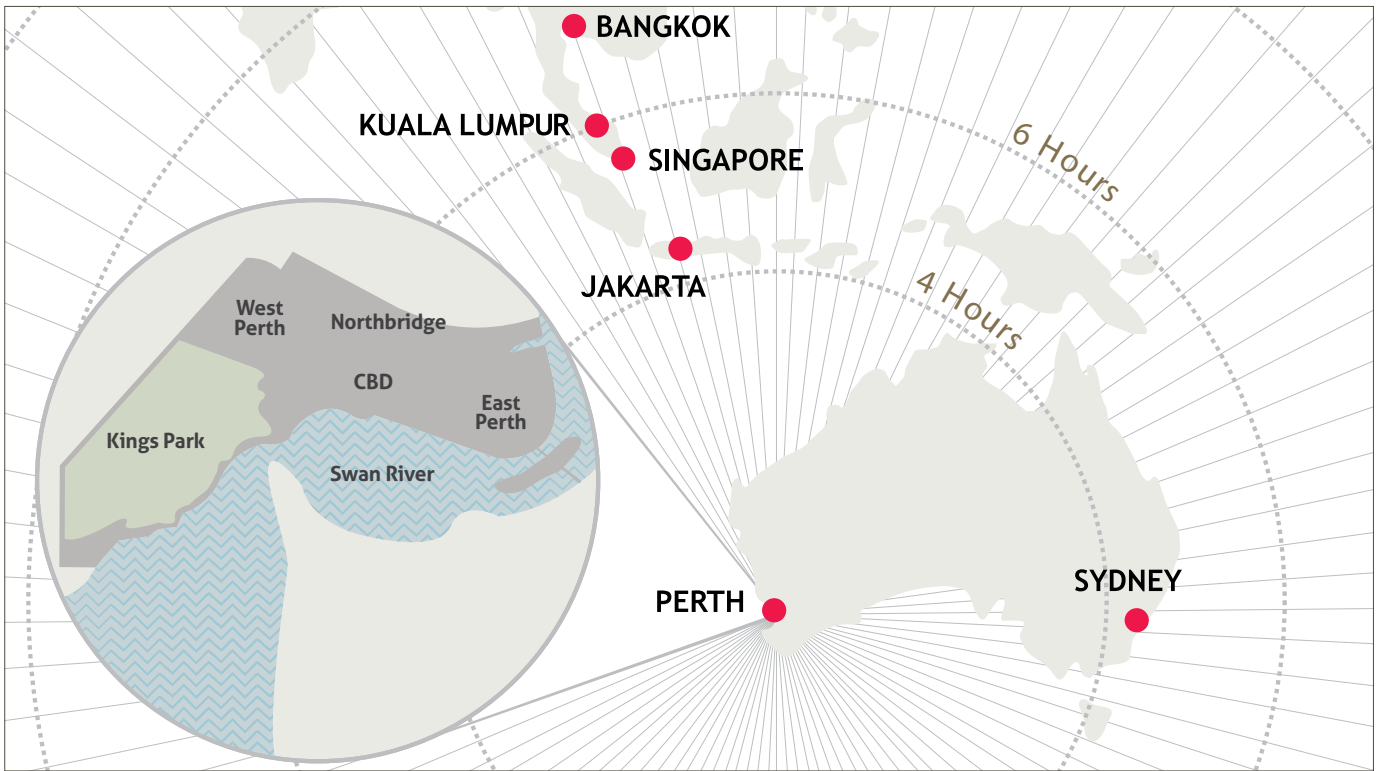 BANGKOK
KUALA LUMPUR
SINGAPORE
6 Hours
JAKARTA
4 Hours
West
Perth
Northbridge
CBD
East
Perth
Kings Park
Swan River
SYDNEY
PERTH